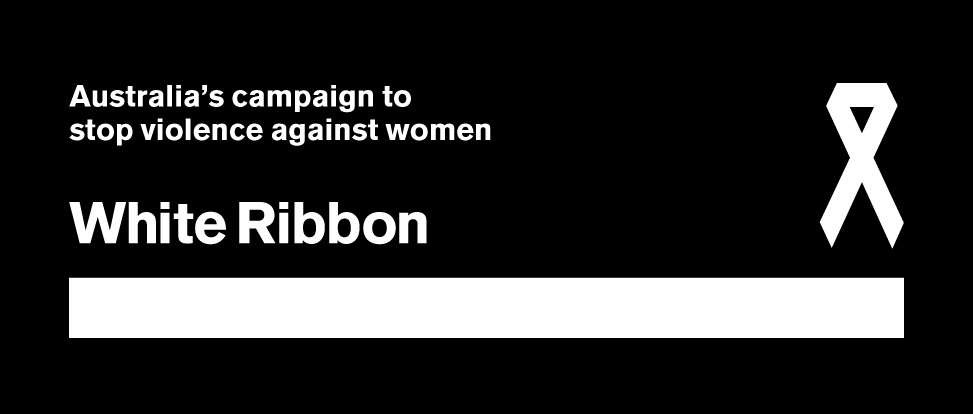 Australia’s campaign to
stop violence against women
White Ribbon